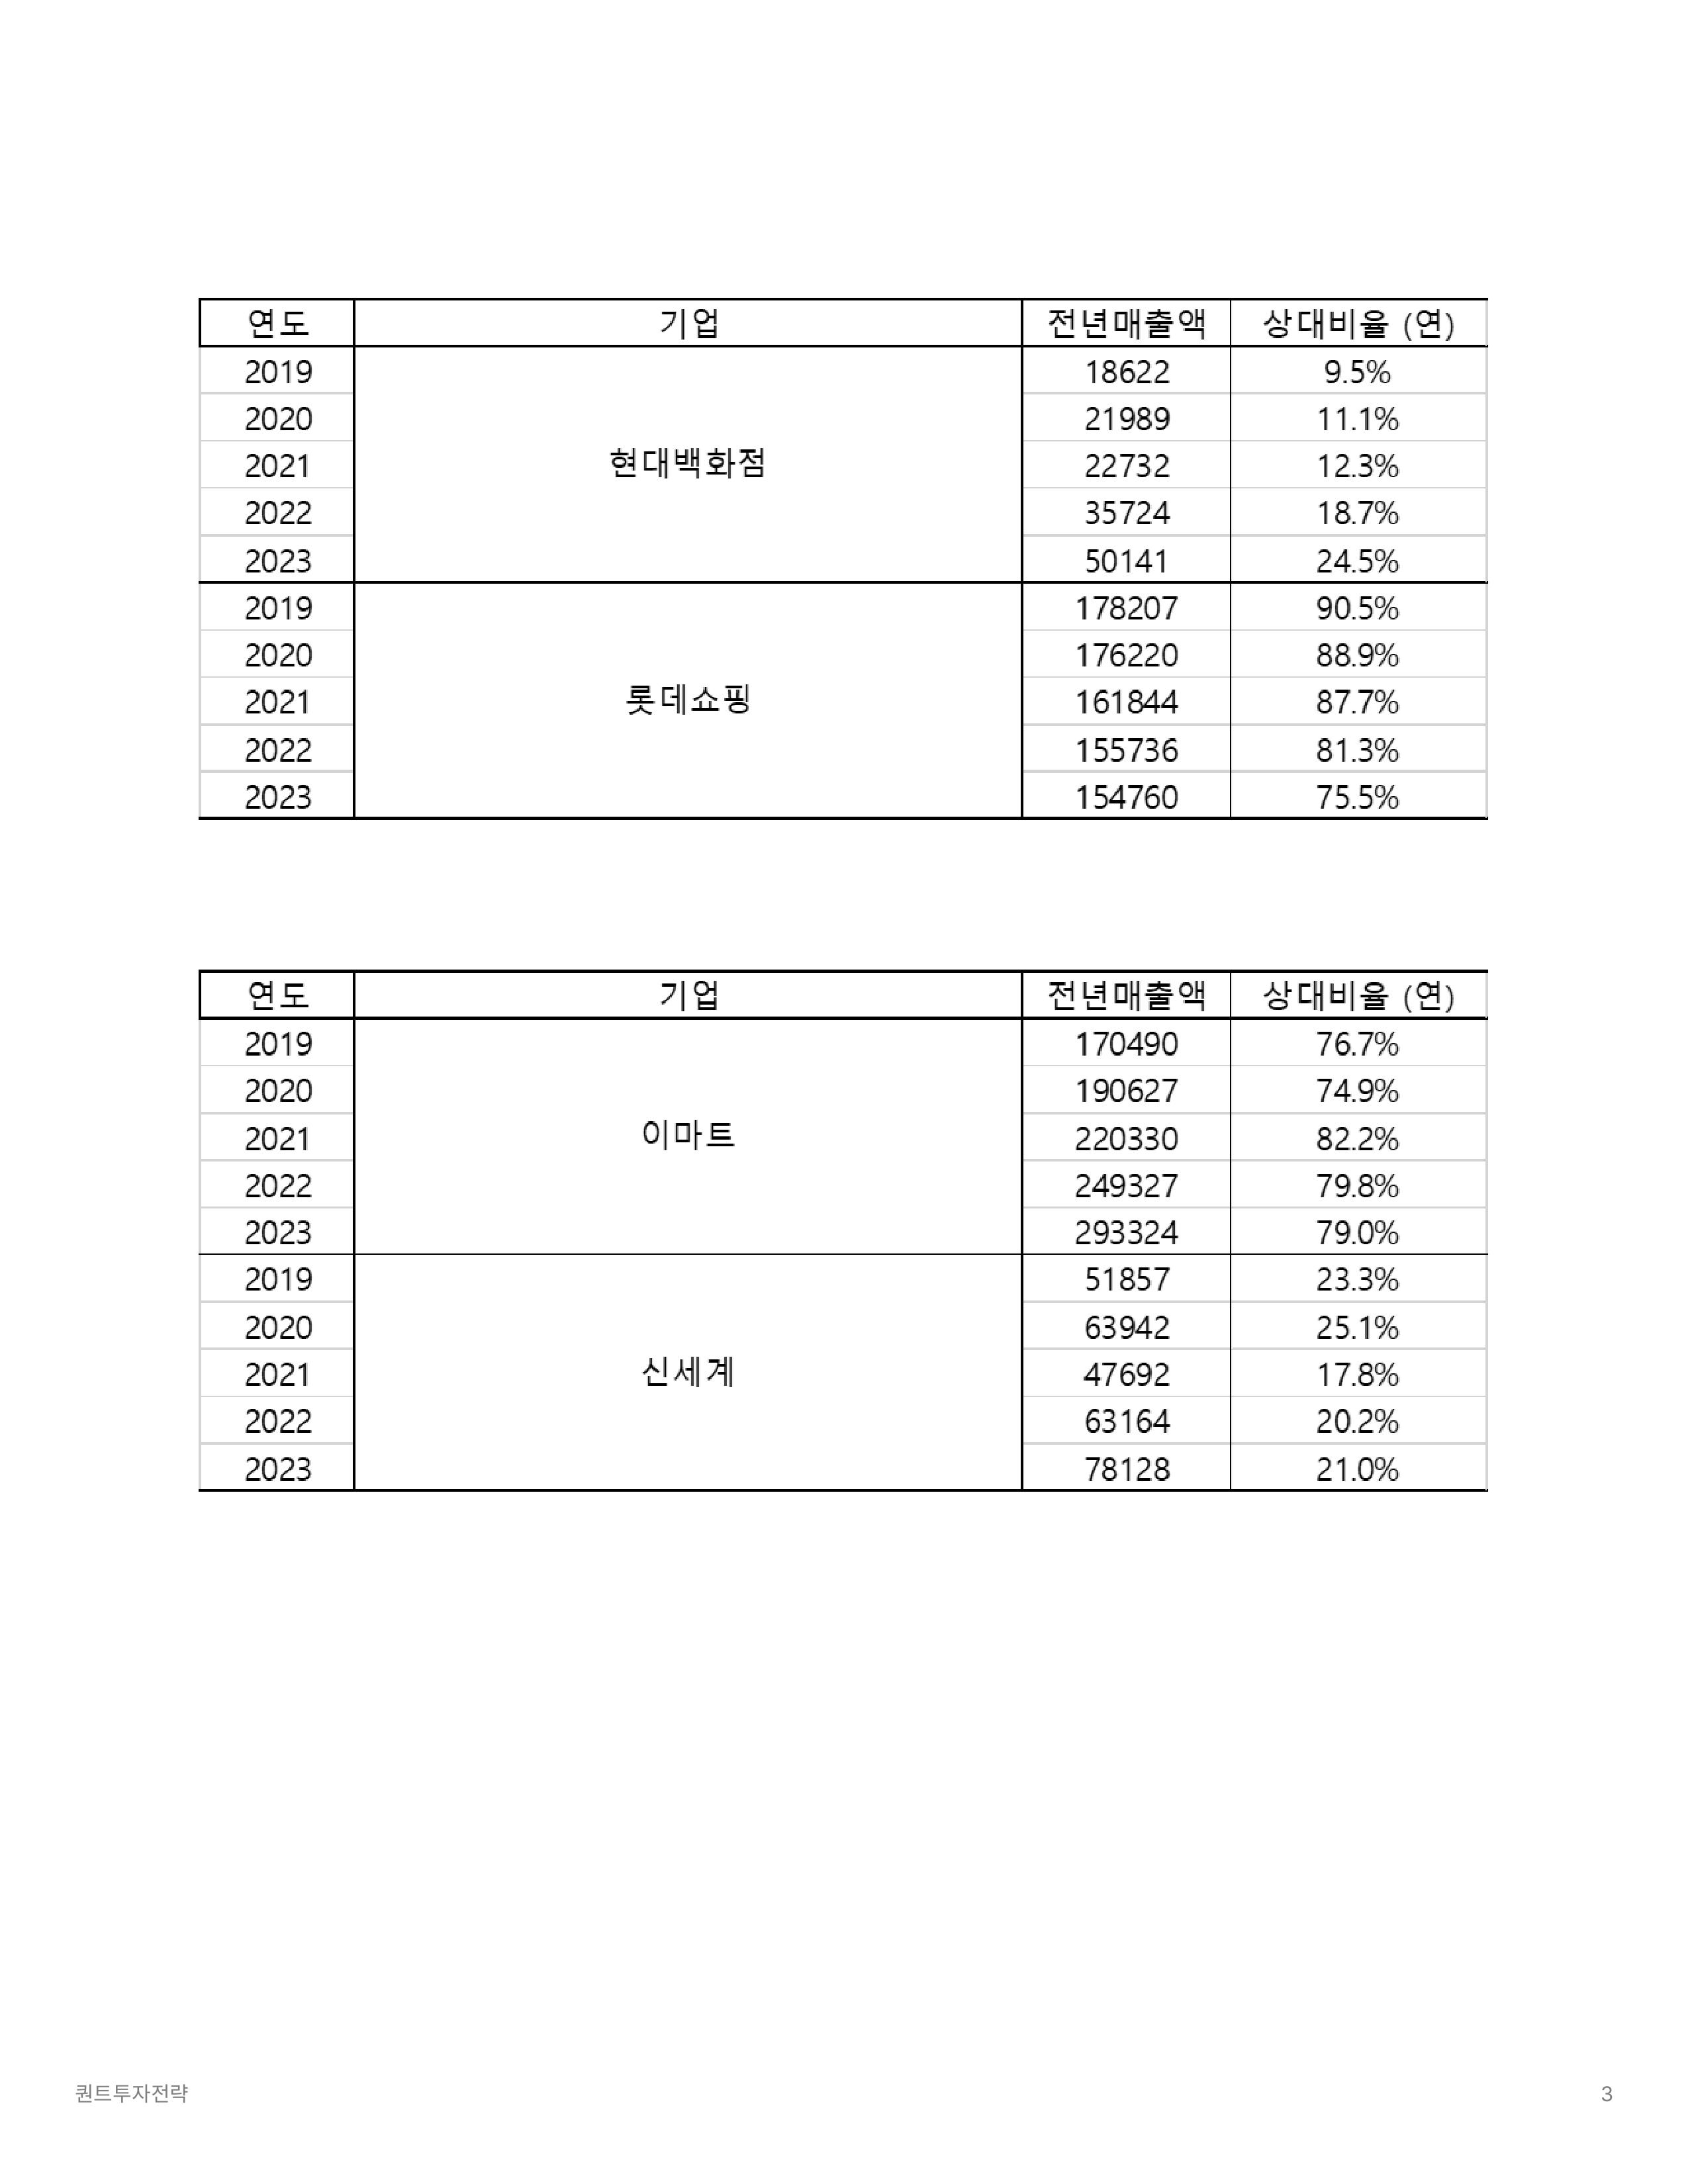 연도 기업 전년매출액 상대비율 (연)
2019 18622 9.5%
2020 21989 11.1%
현대백화점
2021 22732 12.3%
2022 35724 18.7%
2023 50141 24.5%
2019 178207 90.5%
2020 176220 88.9%
롯데쇼핑
2021 161844 87.7%
2022 155736 81.3%
2023 154760 75.5%
연도 기업 전년매출액 상대비율 (연)
2019 170490 76.7%
2020 190627 74.9%
이마트
2021 220330 82.2%
2022 249327 79.8%
2023 293324 79.0%
2019 51857 23.3%
2020 63942 25.1%
신세계
2021 47692 17.8%
2022 63164 20.2%
2023 78128 21.0%
퀀트투자전략 3